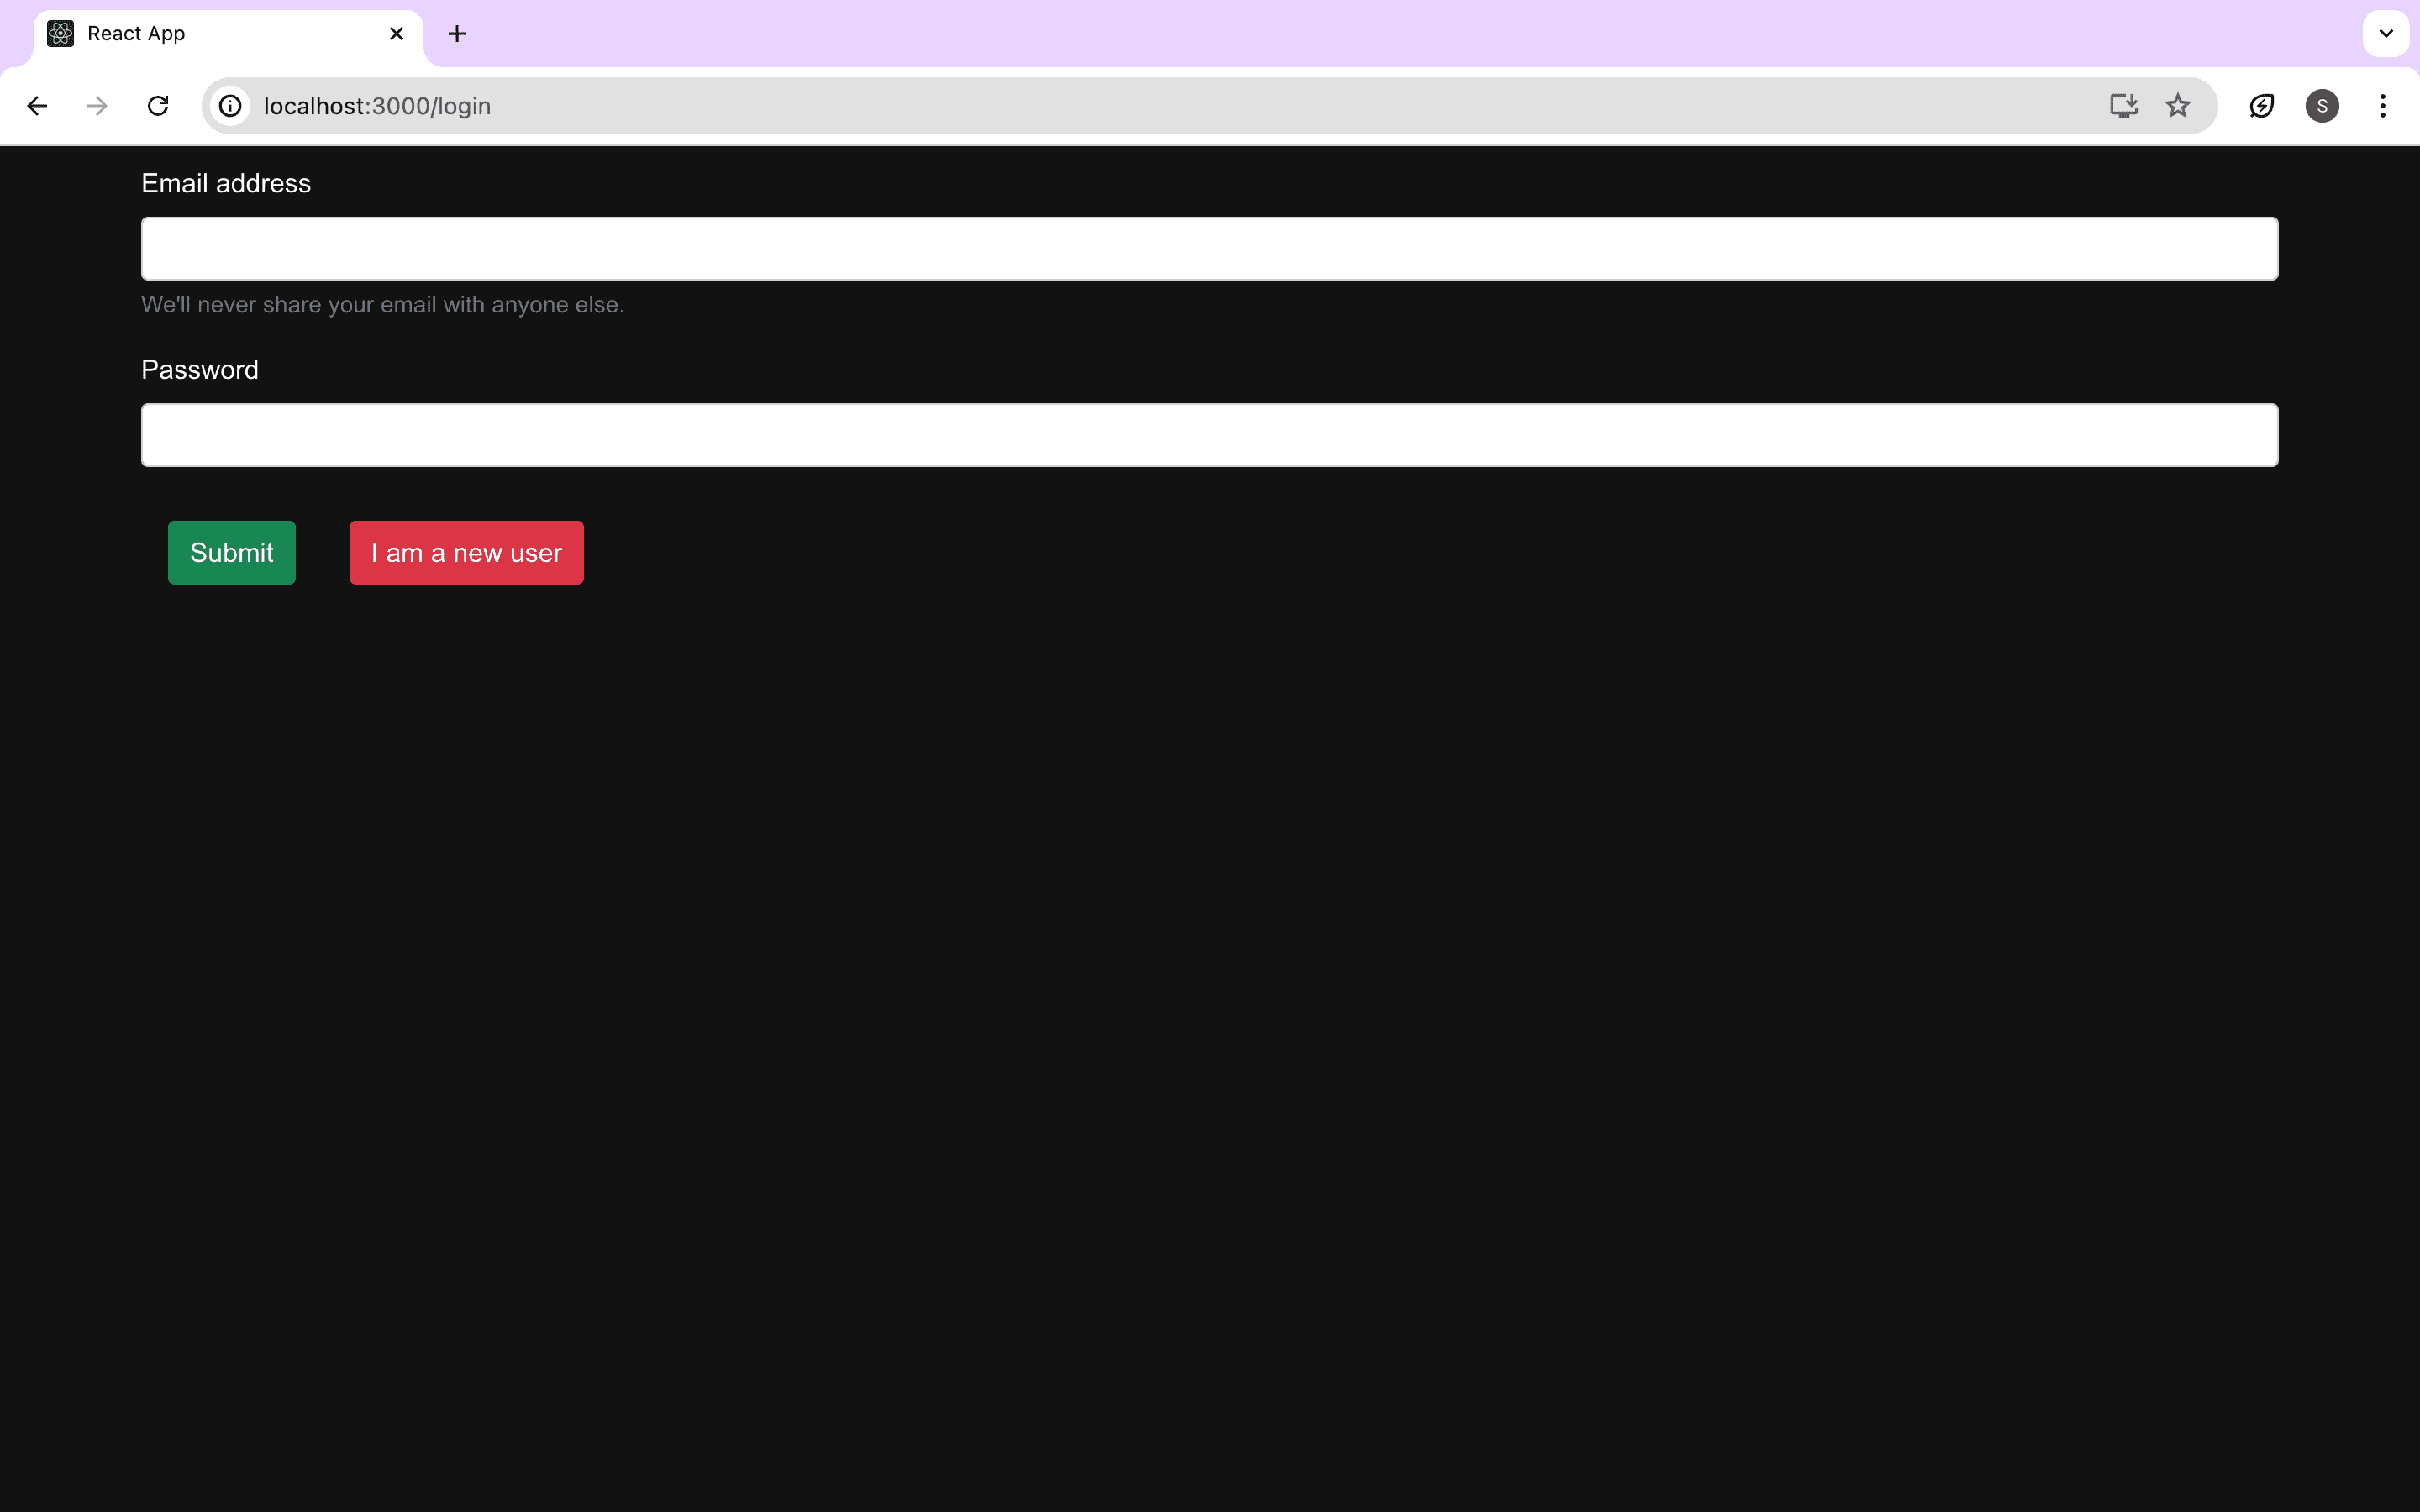 React App
localhost:3000/login
S
Email address
We'll never share your email with anyone else.
Password
Submit
I am a new user